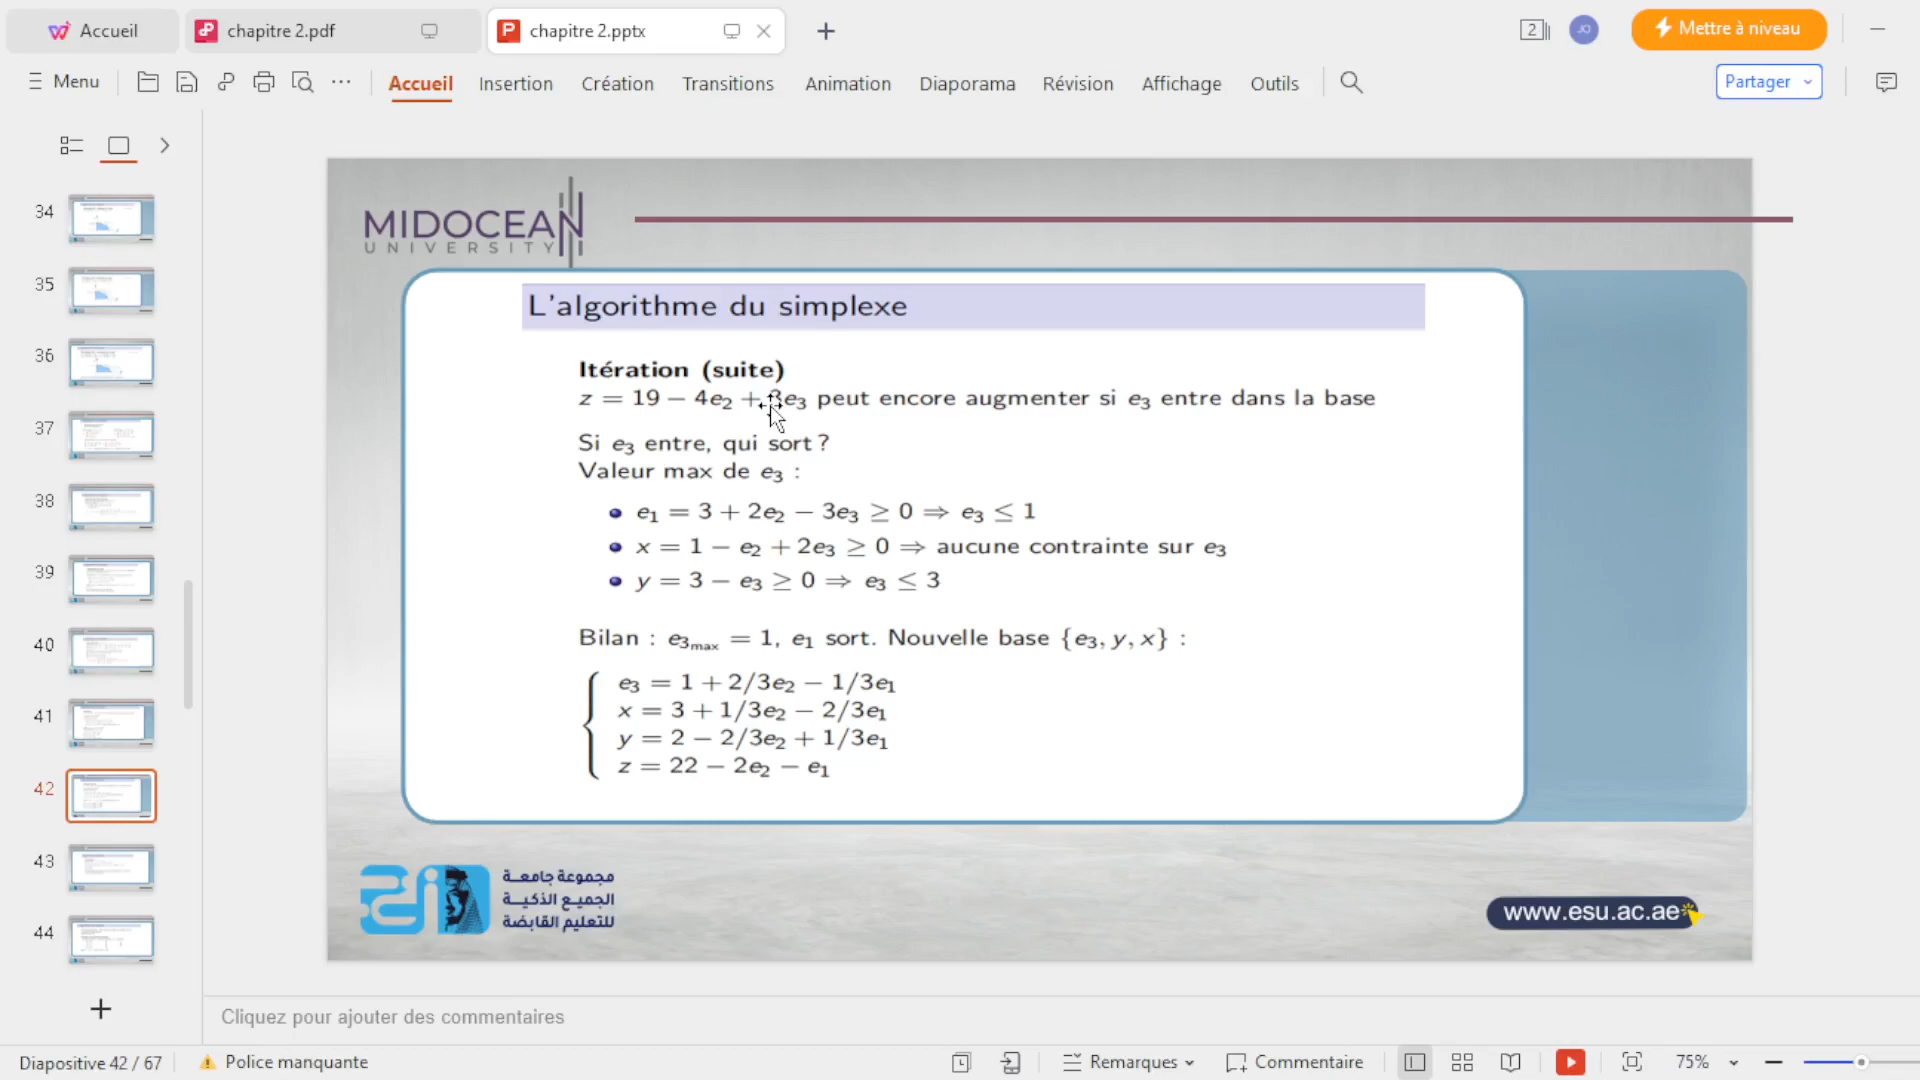 Accueil
chapitre 2.pdf
chapitre 2.pptx
2
JO
Mettre à niveau
Menu
Accueil
Insertion
Création
Transitions
Animation
Diaporama
Révision
Affichage
Outils
Partager
34
35
36
37
38
39
40
41
42
43
44
MIDOCEAN
UNIVERSITY
L'algorithme du simplexe
Itération (suite)
z = 19 − 4e₂ + 3e₃ peut encore augmenter si e₃ entre dans la base
Si e₃ entre, qui sort ?
Valeur max de e₃ :
e₁ = 3 + 2e₂ − 3e₃ ≥ 0 ⇒ e₃ ≤ 1
x = 1 − e₂ + 2e₃ ≥ 0 ⇒ aucune contrainte sur e₃
y = 3 − e₃ ≥ 0 ⇒ e₃ ≤ 3
Bilan : e₃max = 1, e₁ sort. Nouvelle base {e₃, y, x} :
e₃ = 1 + 2/3e₂ − 1/3e₁
x = 3 + 1/3e₂ − 2/3e₁
y = 2 − 2/3e₂ + 1/3e₁
z = 22 − 2e₂ − e₁
مجموعة جامعة
الجميع الذكية
للتعليم القابضة
www.esu.ac.ae
Cliquez pour ajouter des commentaires
Diapositive 42 / 67
Police manquante
Remarques
Commentaire
75%